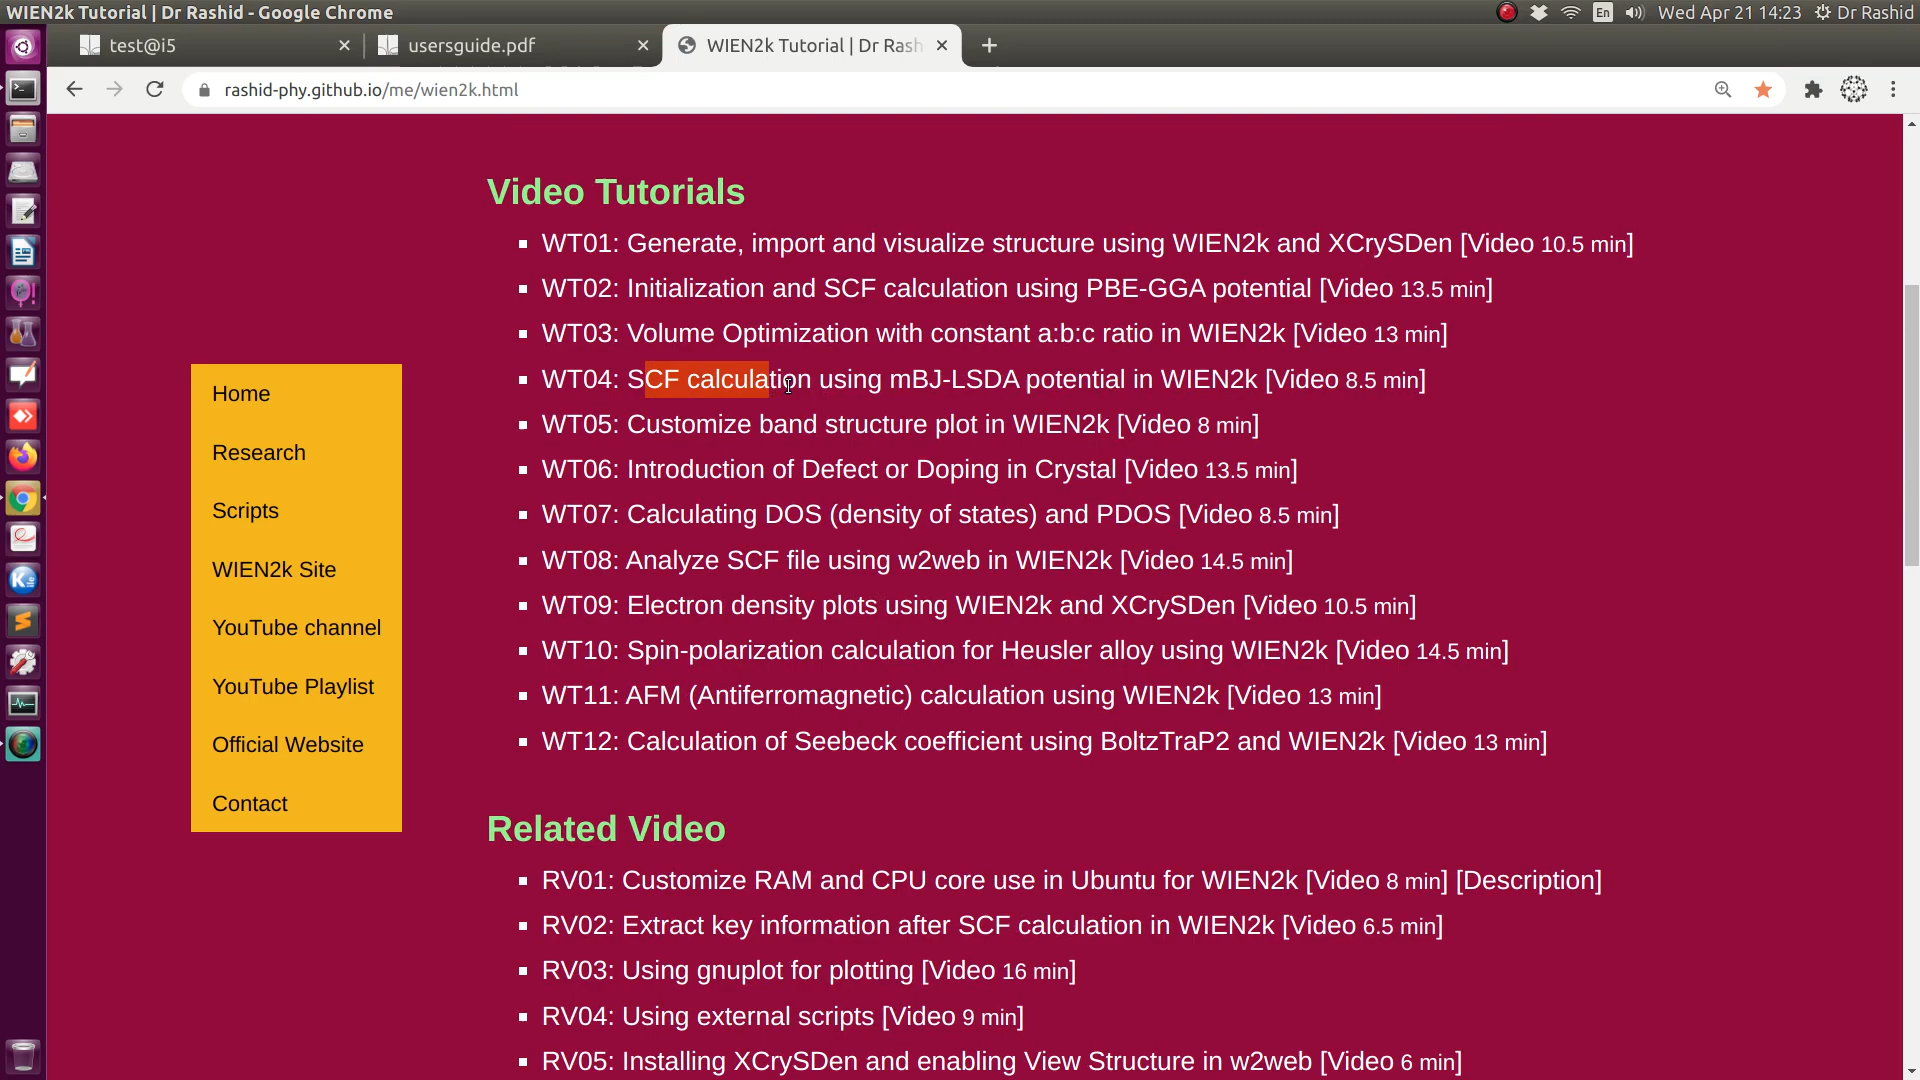 WIEN2k Tutorial | Dr Rashid - Google Chrome
En
Wed Apr 21 14:23
Dr Rashid
test@i5
usersguide.pdf
WIEN2k Tutorial | Dr Rash
rashid-phy.github.io/me/wien2k.html
Home
Research
Scripts
WIEN2k Site
YouTube channel
YouTube Playlist
Official Website
Contact
Video Tutorials
WT01: Generate, import and visualize structure using WIEN2k and XCrySDen [Video 10.5 min]
WT02: Initialization and SCF calculation using PBE-GGA potential [Video 13.5 min]
WT03: Volume Optimization with constant a:b:c ratio in WIEN2k [Video 13 min]
WT04: SCF calculation using mBJ-LSDA potential in WIEN2k [Video 8.5 min]
WT05: Customize band structure plot in WIEN2k [Video 8 min]
WT06: Introduction of Defect or Doping in Crystal [Video 13.5 min]
WT07: Calculating DOS (density of states) and PDOS [Video 8.5 min]
WT08: Analyze SCF file using w2web in WIEN2k [Video 14.5 min]
WT09: Electron density plots using WIEN2k and XCrySDen [Video 10.5 min]
WT10: Spin-polarization calculation for Heusler alloy using WIEN2k [Video 14.5 min]
WT11: AFM (Antiferromagnetic) calculation using WIEN2k [Video 13 min]
WT12: Calculation of Seebeck coefficient using BoltzTraP2 and WIEN2k [Video 13 min]
Related Video
RV01: Customize RAM and CPU core use in Ubuntu for WIEN2k [Video 8 min] [Description]
RV02: Extract key information after SCF calculation in WIEN2k [Video 6.5 min]
RV03: Using gnuplot for plotting [Video 16 min]
RV04: Using external scripts [Video 9 min]
RV05: Installing XCrySDen and enabling View Structure in w2web [Video 6 min]